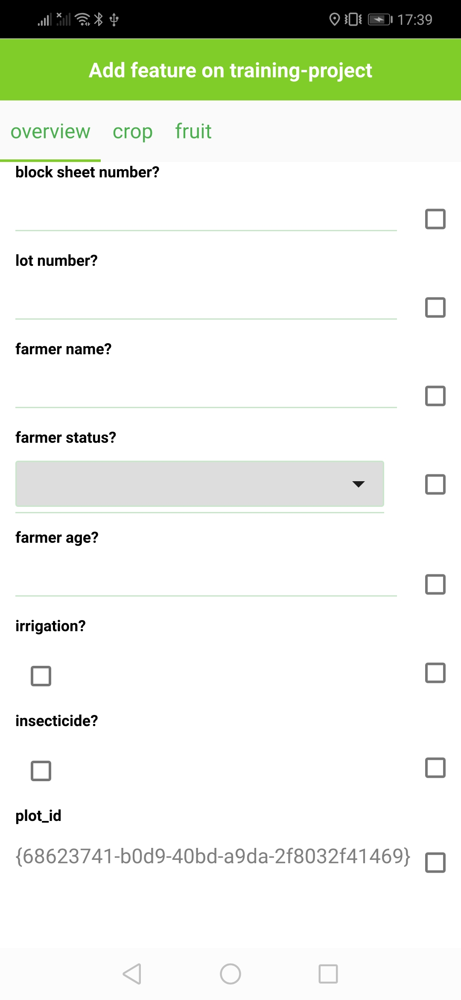 17:39
Add feature on training-project
overview crop fruit
block sheet number?
lot number?
farmer name?
farmer status?
farmer age?
irrigation?
insecticide?
plot_id
{68623741-b0d9-40bd-a9da-2f8032f41469}